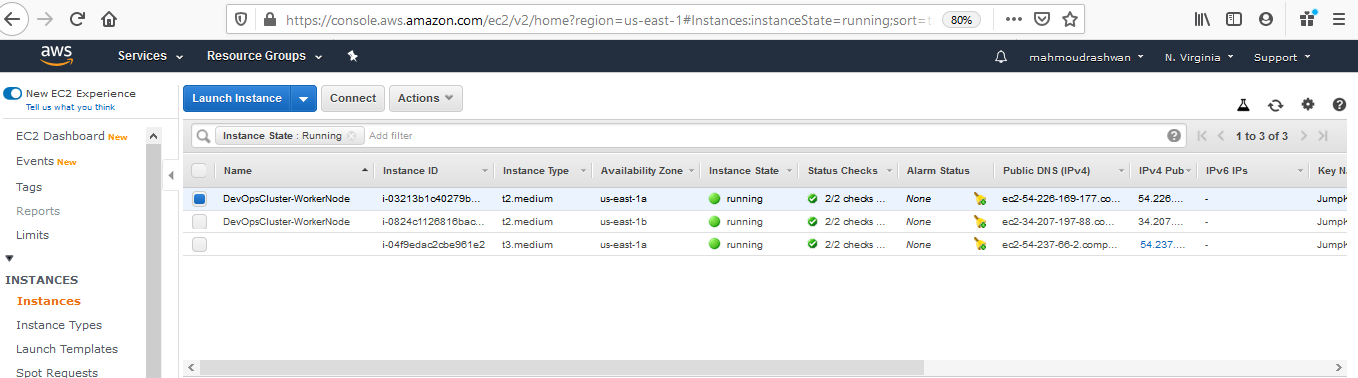 https://console.aws.amazon.com/ec2/v2/home?region=us-east-1#Instances:instanceState=running;sort=t 80%
aws Services Resource Groups mahmoudrashwan N. Virginia Support
New EC2 Experience
Tell us what you think
Launch Instance Connect Actions
EC2 Dashboard New
Events New
Tags
Reports
Limits
INSTANCES
Instances
Instance Types
Launch Templates
Spot Requests
Instance State : Running Add filter 1 to 3 of 3
Name Instance ID Instance Type Availability Zone Instance State Status Checks Alarm Status Public DNS (IPv4) IPv4 Pub IPv6 IPs Key N
DevOpsCluster-WorkerNode i-03213b1c40279b... t2.medium us-east-1a running 2/2 checks ... None ec2-54-226-169-177.co... 54.226.... - JumpK
DevOpsCluster-WorkerNode i-0824c1126816bac... t2.medium us-east-1b running 2/2 checks ... None ec2-34-207-197-88.co... 34.207.... - JumpK
i-04f9edac2cbe961e2 t3.medium us-east-1a running 2/2 checks ... None ec2-54-237-66-2.comp... 54.237.... - JumpK